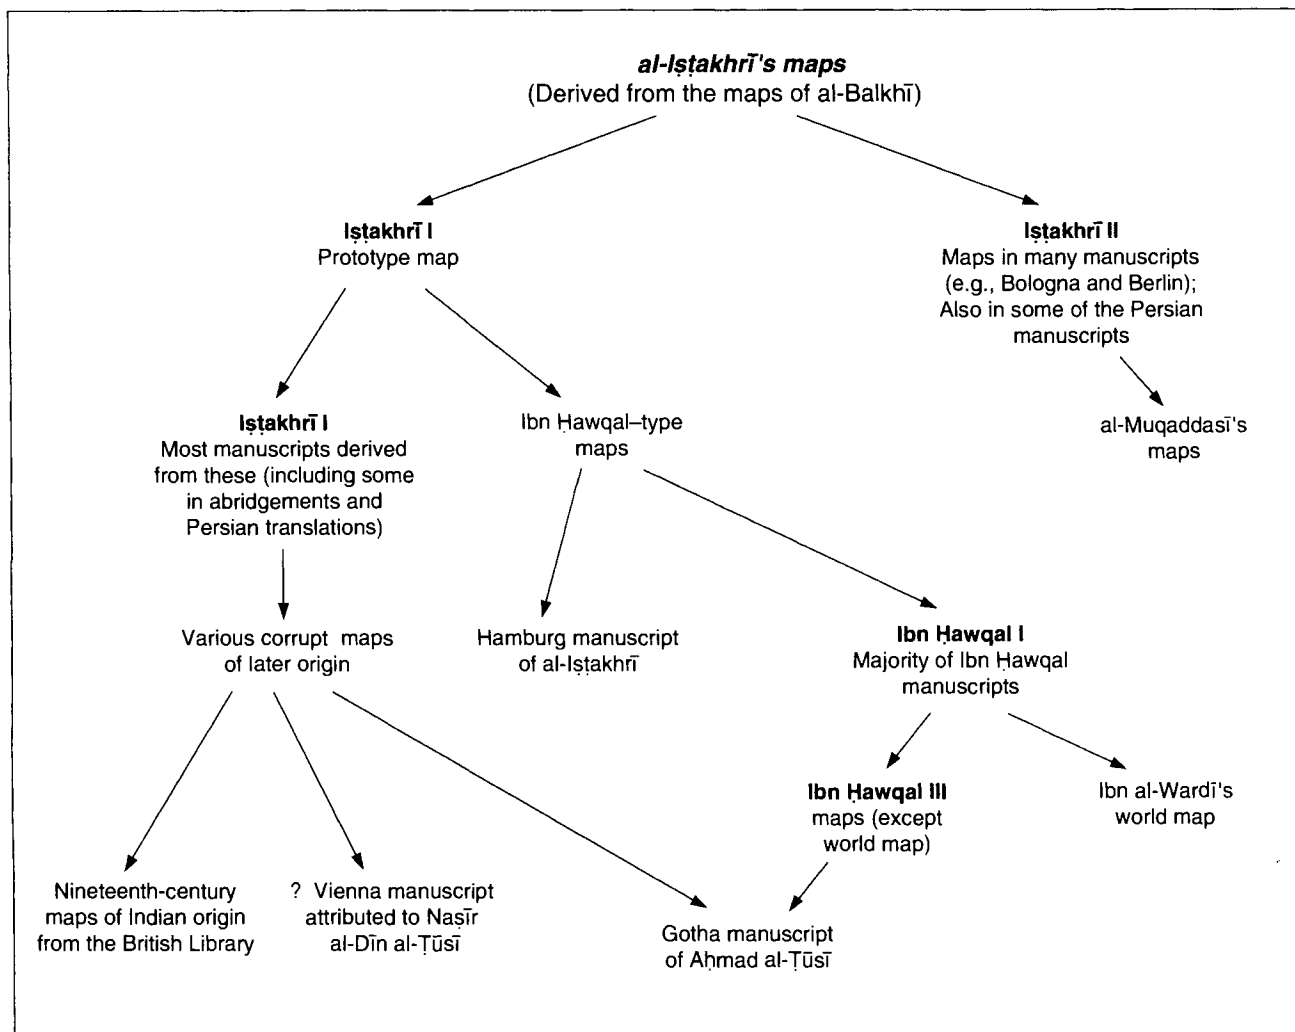 al-Iṣṭakhrī's maps
(Derived from the maps of al-Balkhī)
Iṣṭakhrī I
Prototype map
Iṣṭakhrī II
Maps in many manuscripts
(e.g., Bologna and Berlin);
Also in some of the Persian
manuscripts
Iṣṭakhrī I
Most manuscripts derived
from these (including some
in abridgements and
Persian translations)
Ibn Ḥawqal–type
maps
al-Muqaddasī's
maps
Various corrupt maps
of later origin
Hamburg manuscript
of al-Iṣṭakhrī
Ibn Ḥawqal I
Majority of Ibn Ḥawqal
manuscripts
Ibn Ḥawqal III
maps (except
world map)
Ibn al-Wardī's
world map
Nineteenth-century
maps of Indian origin
from the British Library
? Vienna manuscript
attributed to Naṣīr
al-Dīn al-Ṭūsī
Gotha manuscript
of Aḥmad al-Ṭūsī